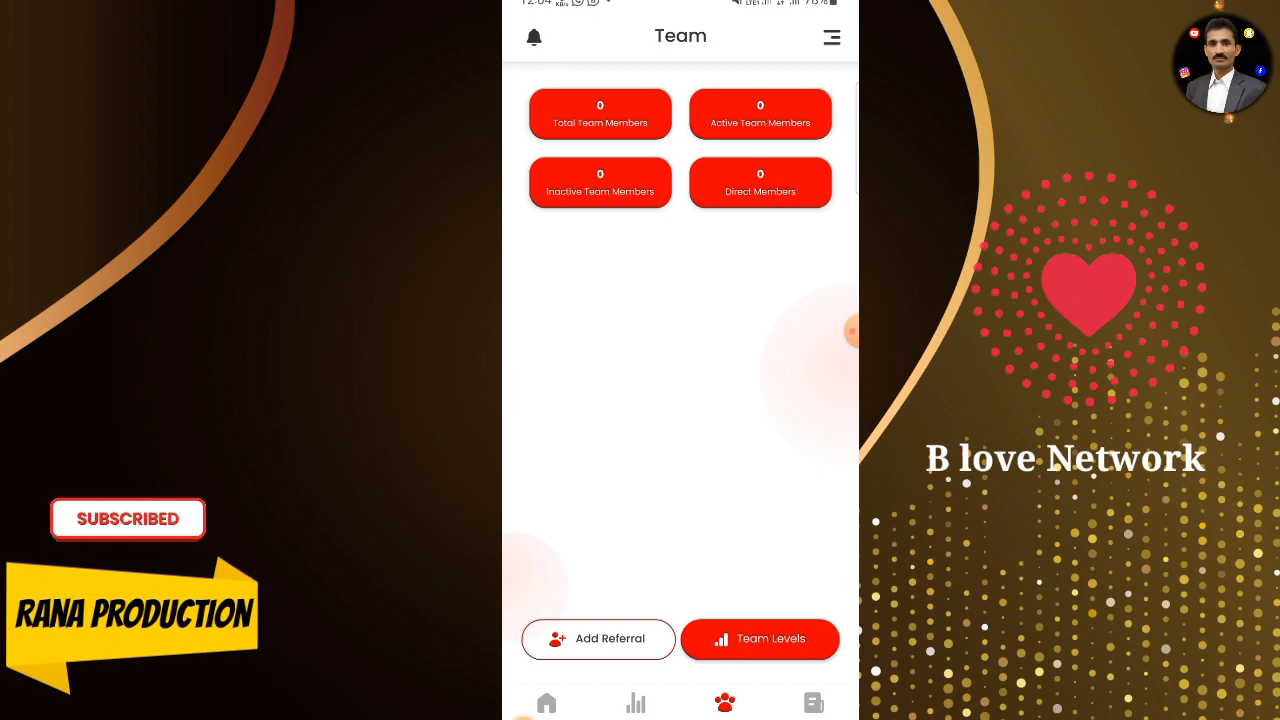 Team
0
Total Team Members
0
Active Team Members
0
Inactive Team Members
0
Direct Members
Add Referral
Team Levels
SUBSCRIBED
RANA PRODUCTION
B love Network